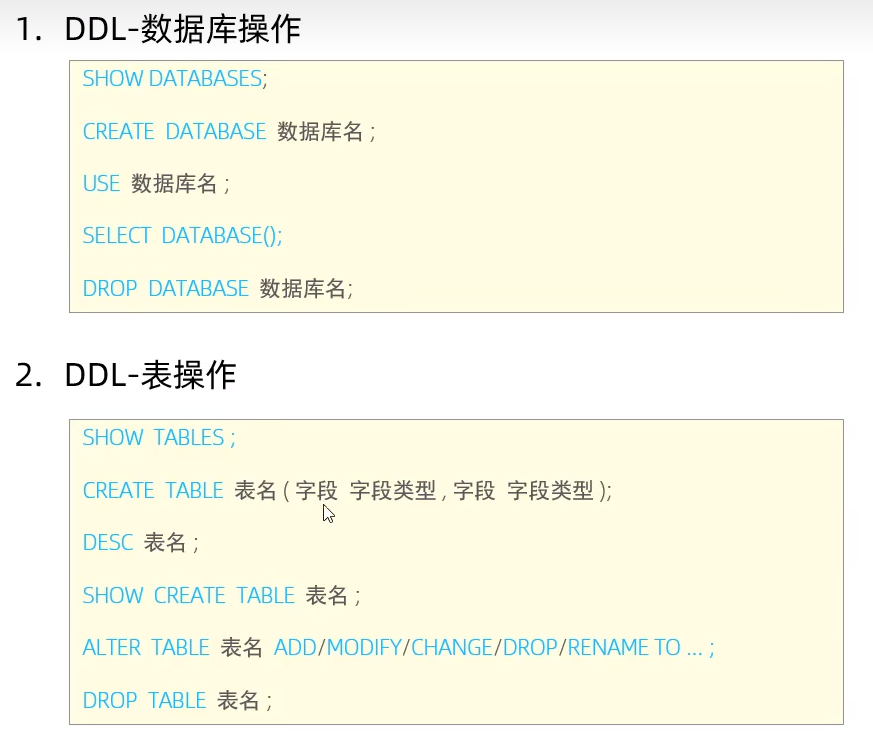 1. DDL-数据库操作
SHOW DATABASES;
CREATE DATABASE 数据库名 ;
USE 数据库名 ;
SELECT DATABASE();
DROP DATABASE 数据库名;
2. DDL-表操作
SHOW TABLES ;
CREATE TABLE 表名 ( 字段 字段类型 , 字段 字段类型 );
DESC 表名 ;
SHOW CREATE TABLE 表名 ;
ALTER TABLE 表名 ADD/MODIFY/CHANGE/DROP/RENAME TO ... ;
DROP TABLE 表名 ;